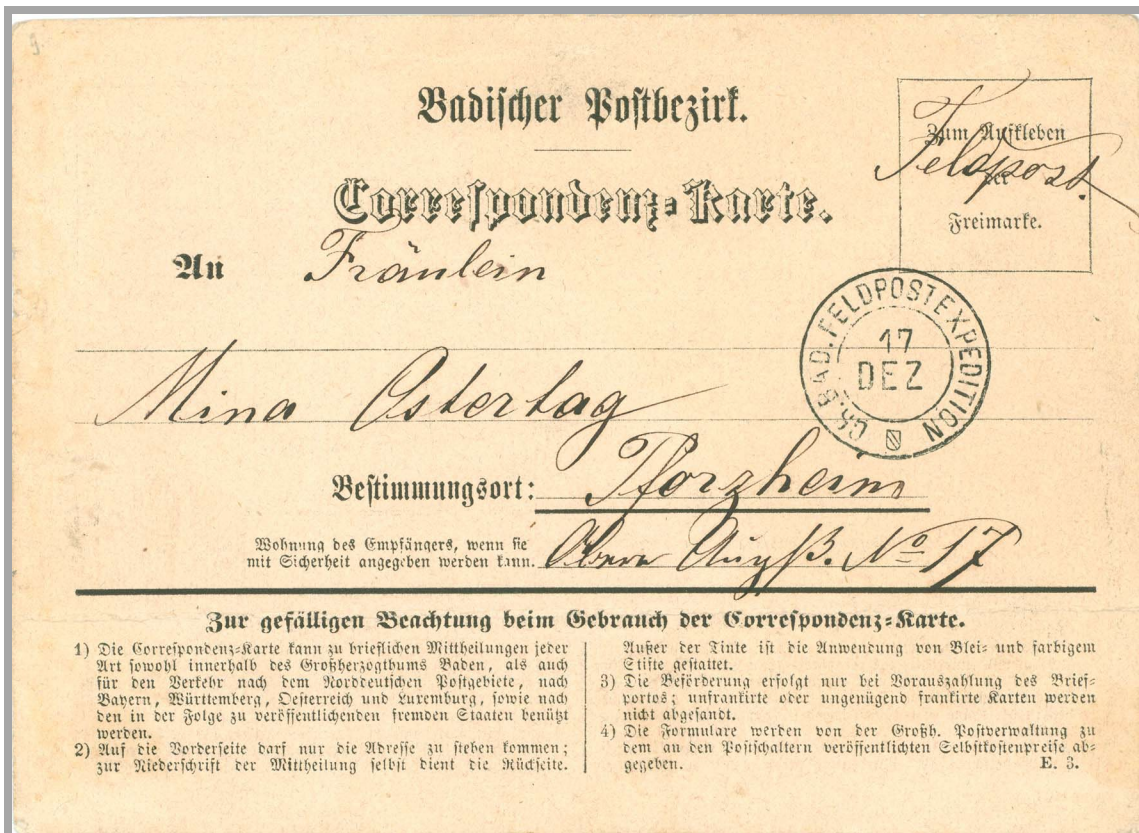 9.
Badischer Postbezirk.
Zum Aufkleben
der
Freimarke.
Feldpost.
Correspondenz-Karte.
An Fräulein
GR. BAD. FELDPOSTEXPEDITION
17
DEZ
Mina Ostertag
Bestimmungsort: Pforzheim
Wohnung des Empfängers, wenn sie
mit Sicherheit angegeben werden kann.
Obere No 17
Zur gefälligen Beachtung beim Gebrauch der Correspondenz-Karte.
1) Die Correspondenz-Karte kann zu brieflichen Mittheilungen jeder
Art sowohl innerhalb des Großherzogthums Baden, als auch
für den Verkehr nach dem Norddeutschen Postgebiete, nach
Bayern, Württemberg, Oesterreich und Luxemburg, sowie nach
den in der Folge zu veröffentlichenden fremden Staaten benützt
werden.
2) Auf die Vorderseite darf nur die Adresse zu stehen kommen;
zur Niederschrift der Mittheilung selbst dient die Rückseite.
Außer der Tinte ist die Anwendung von Blei- und farbigem
Stifte gestattet.
3) Die Beförderung erfolgt nur bei Vorauszahlung des Brief-
portos; unfrankirte oder ungenügend frankirte Karten werden
nicht abgesandt.
4) Die Formulare werden von der Großh. Postverwaltung zu
dem an den Postschaltern veröffentlichten Selbstkostenpreise ab-
gegeben.
E. 3.